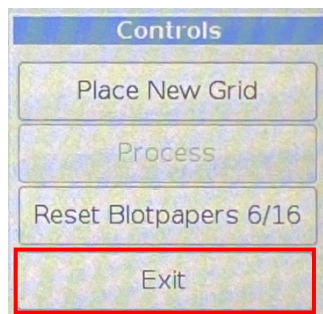 Controls
Place New Grid
Process
Reset Blotpapers 6/16
Exit